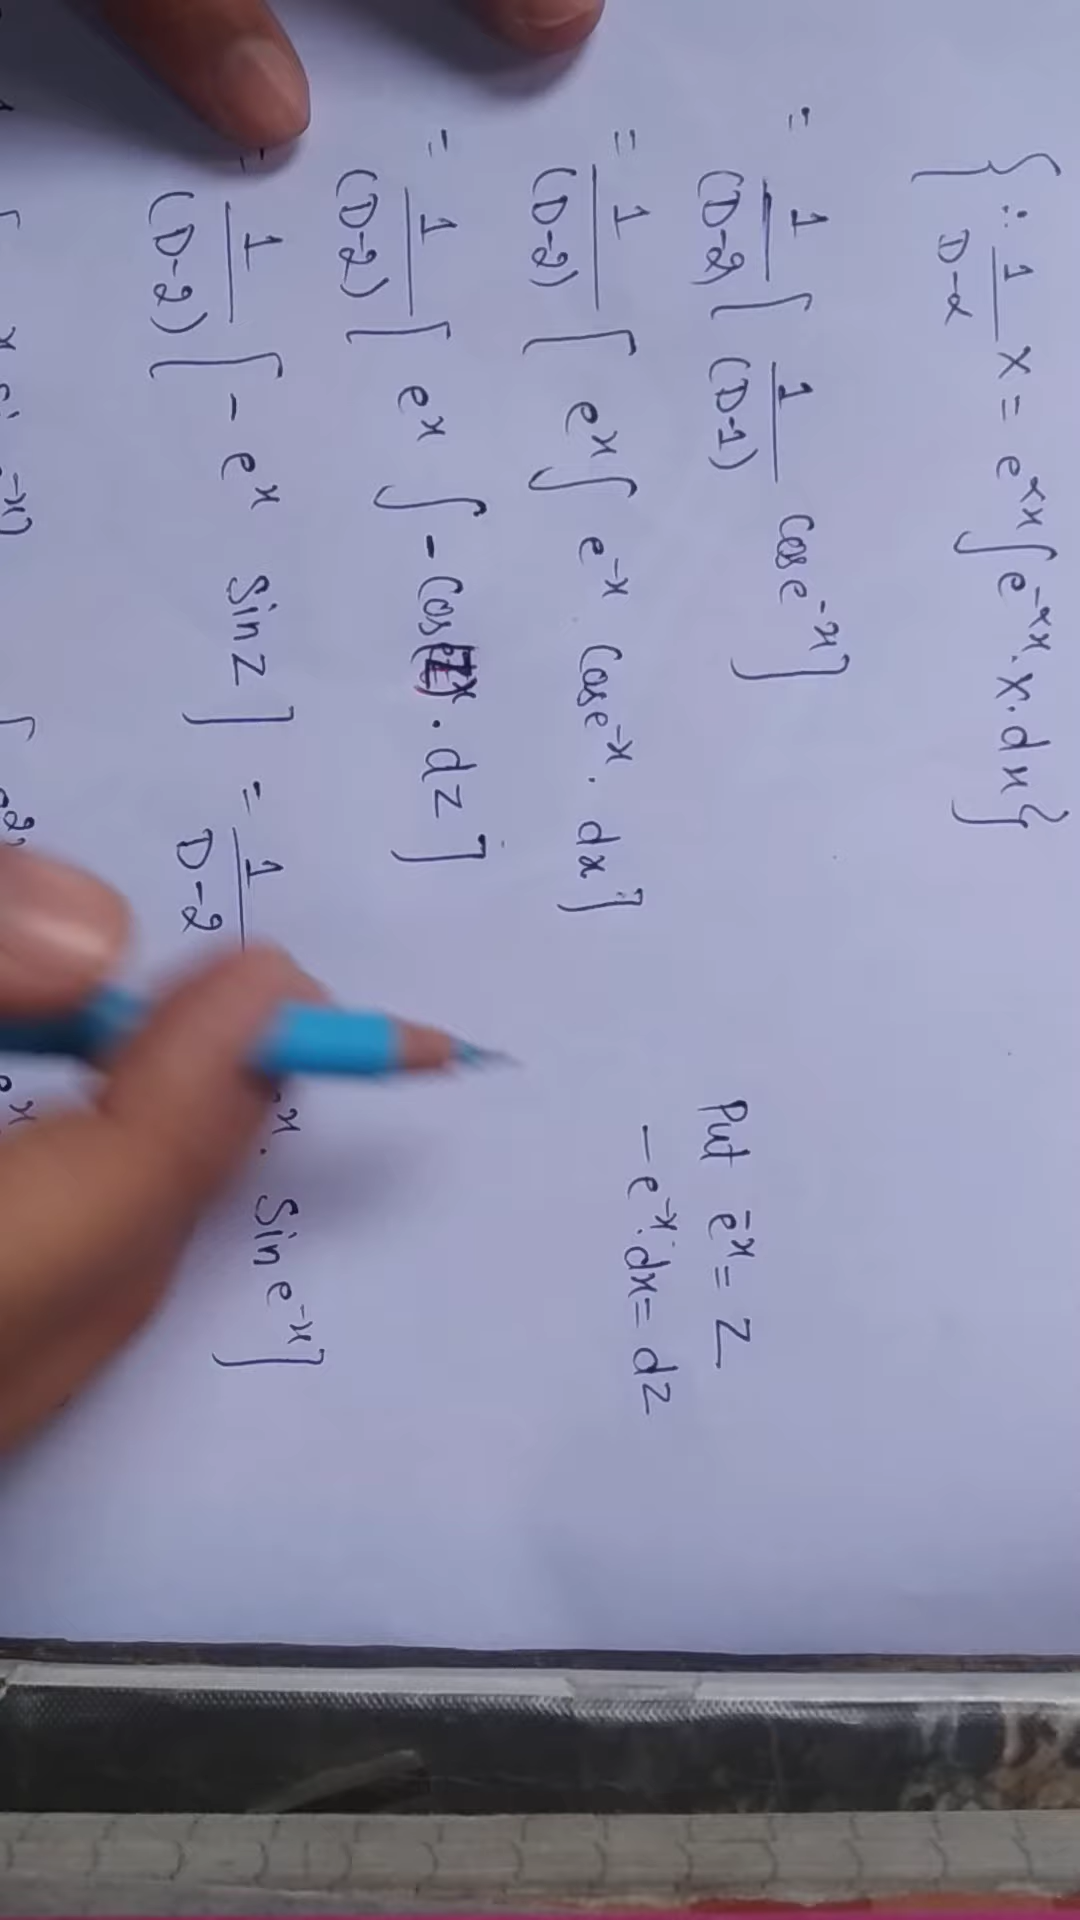 {∵ 1/(D-α) X = e^{αx} ∫ e^{-αx}. X. dx}
= 1/(D-2) [ 1/(D-1) Cos e^{-x} ]
= 1/(D-2) [ e^x ∫ e^{-x} Cos e^{-x}. dx ]
Put e^{-x} = Z
- e^{-x}. dx = dz
= 1/(D-2) [ e^x ∫ - Cos(z) . dz ]
= 1/(D-2) [ - e^x Sin z ] = 1/(D-2) x. Sin e^{-x} ]